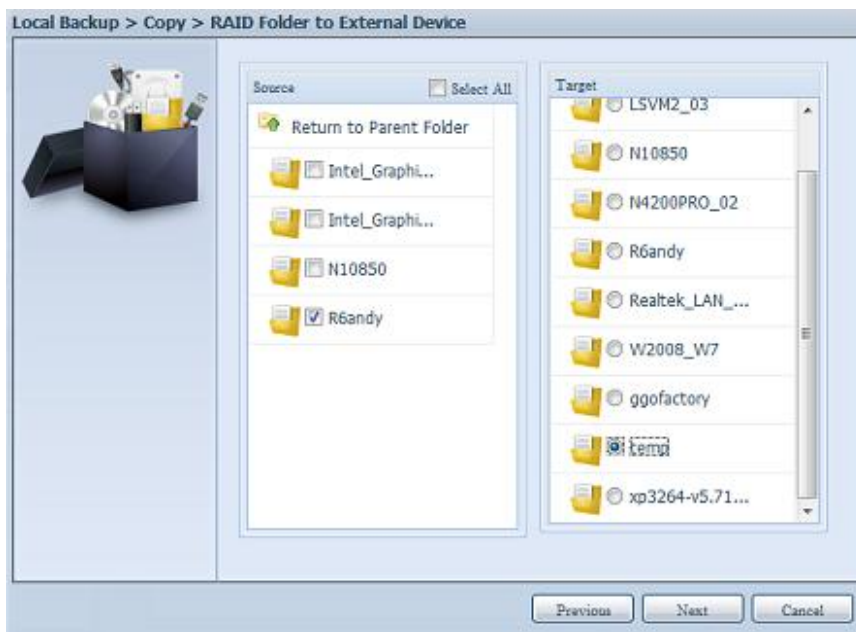 Local Backup > Copy > RAID Folder to External Device
Source
Select All
Return to Parent Folder
Intel_Graphi...
Intel_Graphi...
N10850
R6andy
Target
LSVM2_03
N10850
N4200PRO_02
R6andy
Realtek_LAN_...
W2008_W7
ggofactory
temp
xp3264-v5.71...
Previous
Next
Cancel